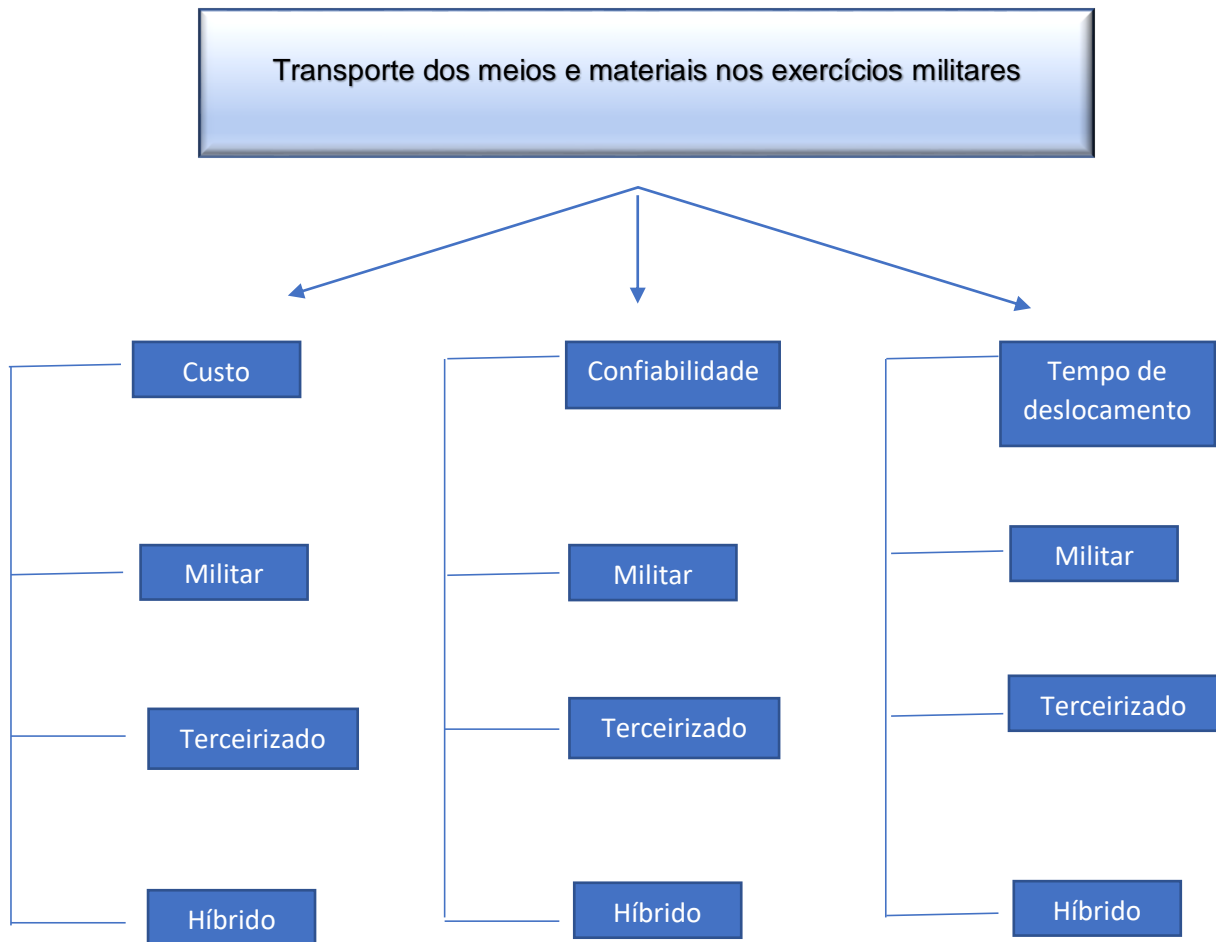 Transporte dos meios e materiais nos exercícios militares
Custo
Militar
Terceirizado
Híbrido
Confiabilidade
Militar
Terceirizado
Híbrido
Tempo de
deslocamento
Militar
Terceirizado
Híbrido